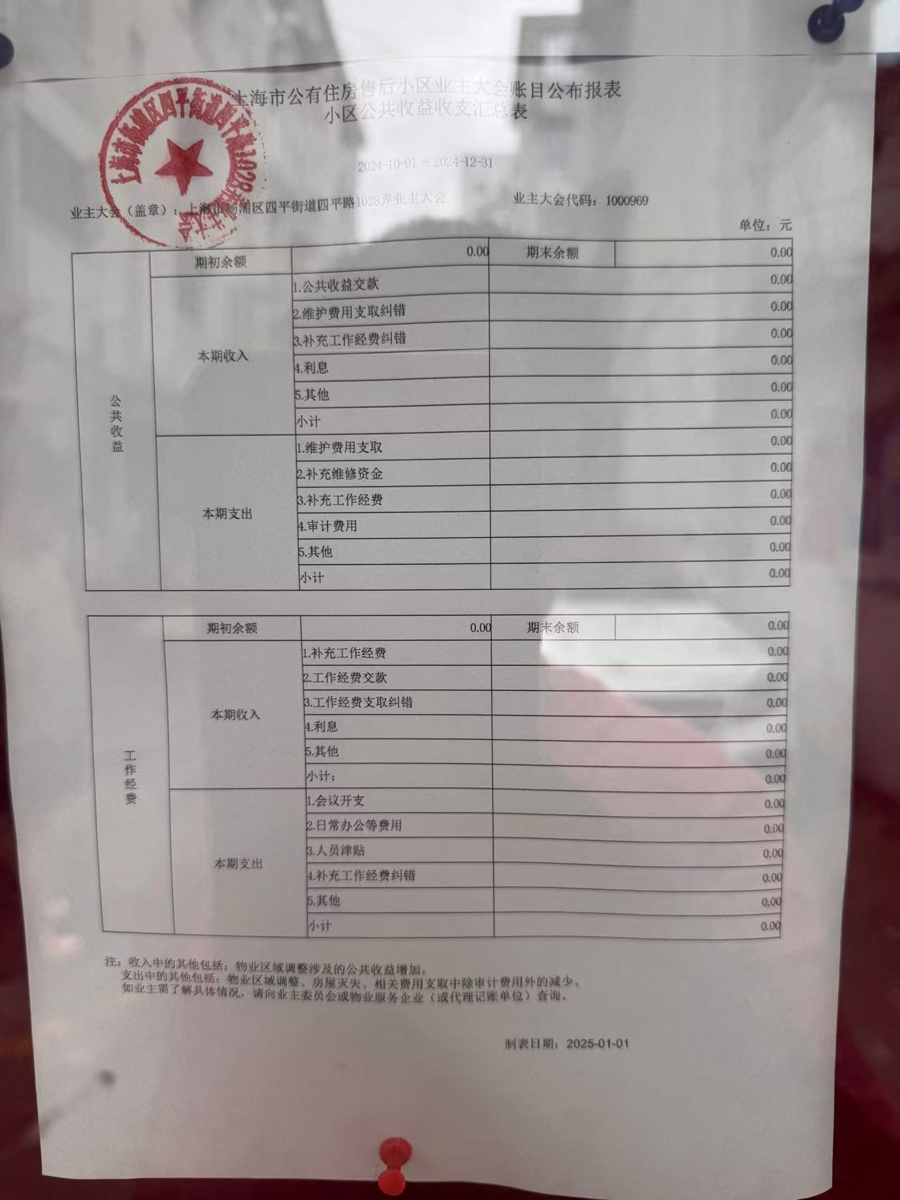 上海市公有住房售后小区业主大会账目公布报表
小区公共收益收支汇总表
2024-10-01 - 2024-12-31
业主大会（盖章）：上海市杨浦区四平街道四平路1028弄业主大会 业主大会代码：1000969
单位：元
公共收益
期初余额 0.00 期末余额 0.00
本期收入
1.公共收益交款 0.00
2.维护费用支取纠错 0.00
3.补充工作经费纠错 0.00
4.利息 0.00
5.其他 0.00
小计 0.00
本期支出
1.维护费用支取 0.00
2.补充维修资金 0.00
3.补充工作经费 0.00
4.审计费用 0.00
5.其他 0.00
小计 0.00
工作经费
期初余额 0.00 期末余额 0.00
本期收入
1.补充工作经费 0.00
2.工作经费交款 0.00
3.工作经费支取纠错 0.00
4.利息 0.00
5.其他 0.00
小计： 0.00
本期支出
1.会议开支 0.00
2.日常办公等费用 0.00
3.人员津贴 0.00
4.补充工作经费纠错 0.00
5.其他 0.00
小计 0.00
注：收入中的其他包括：物业区域调整涉及的公共收益增加。
支出中的其他包括：物业区域调整、房屋灭失、相关费用支取中除审计费用外的减少。
如业主需了解具体情况，请向业主委员会或物业服务企业（或代理记账单位）查询。
制表日期：2025-01-01